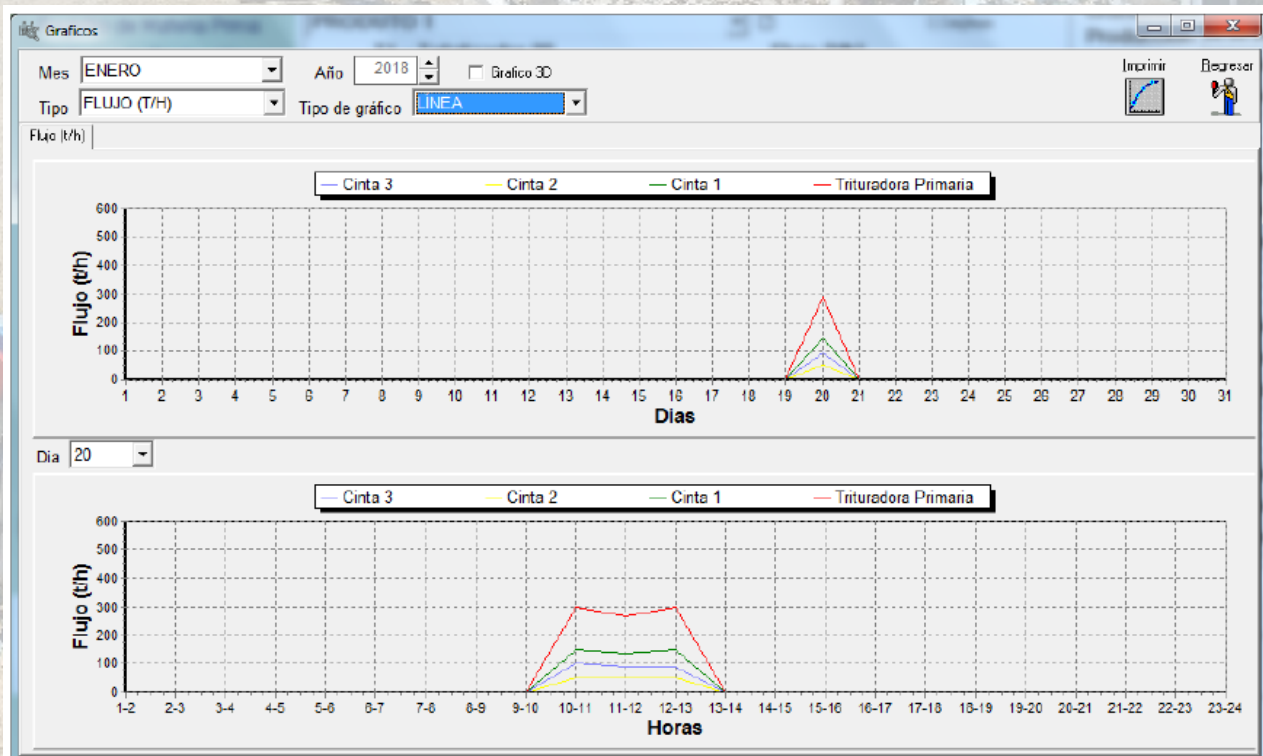 Graficos
Mes ENERO Año 2018 Grafico 3D Imprimir Regresar
Tipo FLUJO (T/H) Tipo de gráfico LINEA
Flujo (t/h)
Cinta 3 Cinta 2 Cinta 1 Trituradora Primaria
600
500
400
300
200
100
0
Flujo (t/h)
1 2 3 4 5 6 7 8 9 10 11 12 13 14 15 16 17 18 19 20 21 22 23 24 25 26 27 28 29 30 31
Dias
Dia 20
Cinta 3 Cinta 2 Cinta 1 Trituradora Primaria
600
500
400
300
200
100
0
Flujo (t/h)
1-2 2-3 3-4 4-5 5-6 6-7 7-8 8-9 9-10 10-11 11-12 12-13 13-14 14-15 15-16 16-17 17-18 18-19 19-20 20-21 21-22 22-23 23-24
Horas